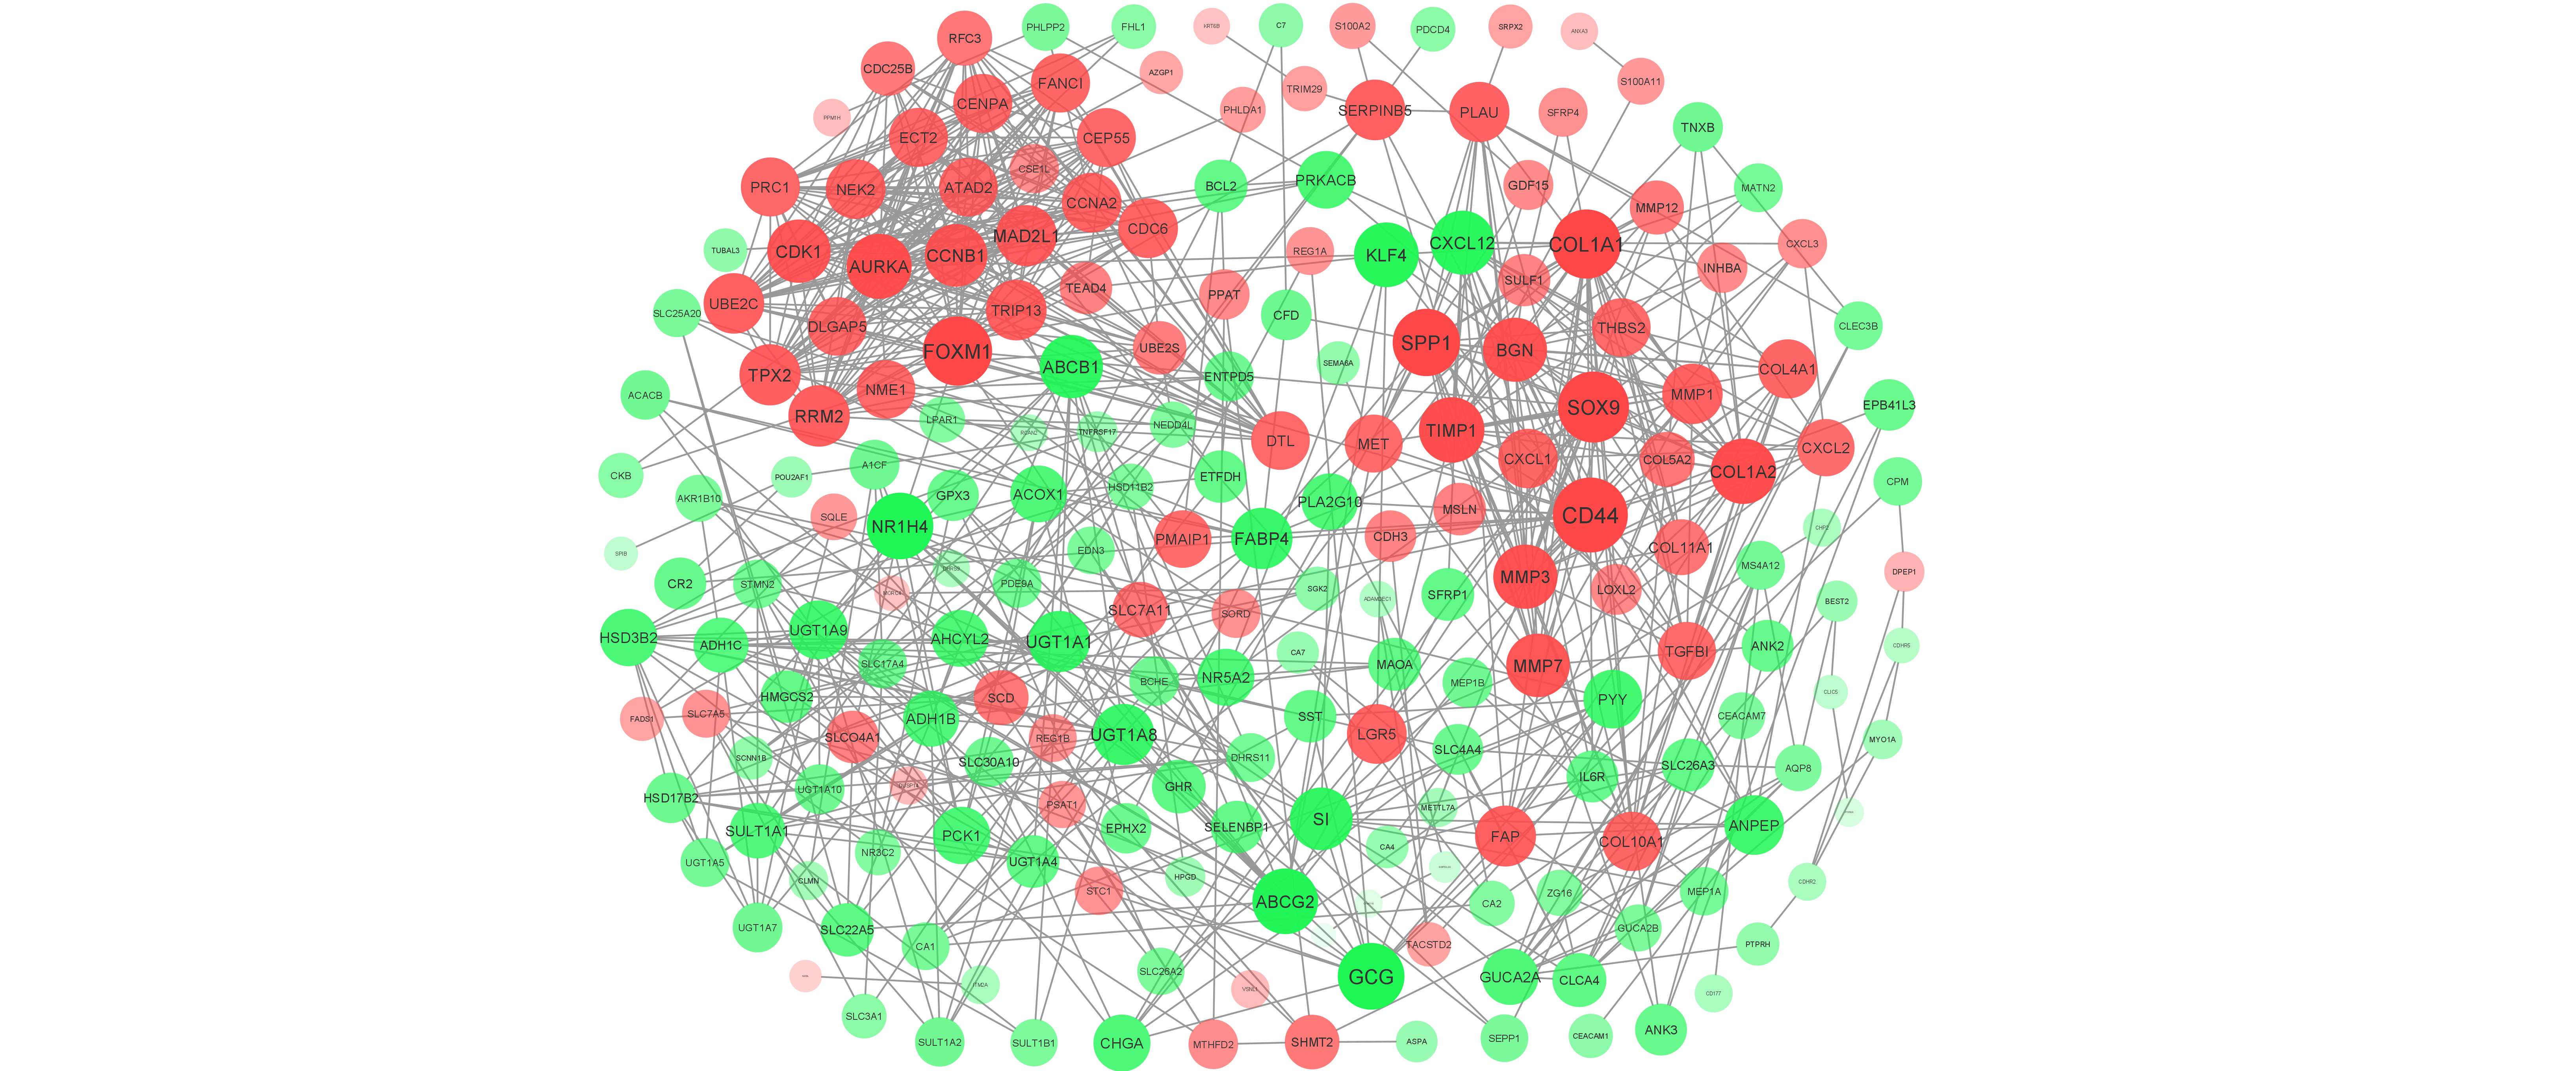 RFC3
PHLPP2
FHL1
KRT6B
C7
S100A2
PDCD4
SRPX2
ANXA3
CDC25B
FANCI
AZGP1
TRIM29
S100A11
CENPA
PPM1H
PHLDA1
SERPINB5
PLAU
SFRP4
ECT2
CEP55
TNXB
CSE1L
PRC1
NEK2
ATAD2
BCL2
PRKACB
GDF15
MATN2
CCNA2
MMP12
CDC6
MAD2L1
CXCL12
COL1A1
CXCL3
TUBAL3
CDK1
AURKA
CCNB1
REG1A
KLF4
INHBA
SULF1
TEAD4
PPAT
UBE2C
SLC25A20
TRIP13
CFD
DLGAP5
THBS2
CLEC3B
FOXM1
UBE2S
SPP1
BGN
ABCB1
SEMA6A
COL4A1
TPX2
NME1
ENTPD5
ACACB
MMP1
EPB41L3
RRM2
SOX9
LPAR1
TNFRSF17
NEDD4L
DTL
MET
TIMP1
CXCL2
CKB
A1CF
POU2AF1
CXCL1
COL5A2
COL1A2
AKR1B10
GPX3
ACOX1
HSD11B2
ETFDH
PLA2G10
CPM
SQLE
NR1H4
MSLN
CD44
FABP4
PMAIP1
CDH3
SPIB
EDN3
COL11A1
MS4A12
CR2
STMN2
PDE9A
SGK2
MMP3
LOXL2
DPEP1
SLC7A11
SORD
SFRP1
BEST2
HSD3B2
ADH1C
UGT1A9
AHCYL2
UGT1A1
CA7
ANK2
CDHR5
TGFBI
SLC17A4
MAOA
MMP7
BCHE
NR5A2
MEP1B
PYY
CLIC5
HMGCS2
SCD
FADS1
SLC7A5
ADH1B
SST
CEACAM7
SLCO4A1
REG1B
UGT1A8
LGR5
SLC4A4
MYO1A
SCNN1B
SLC30A10
DHRS11
SLC26A3
AQP8
HSD17B2
UGT1A10
GHR
IL6R
PSAT1
METTL7A
SULT1A1
PCK1
EPHX2
SELENBP1
SI
FAP
COL10A1
ANPEP
UGT1A5
NR3C2
UGT1A4
CA4
CLMN
HPGD
STC1
ZG16
MEP1A
CDHR2
ABCG2
CA2
UGT1A7
SLC22A5
CA1
GUCA2B
TACSTD2
PTPRH
SLC26A2
GCG
GUCA2A
CLCA4
ITM2A
VSNL1
CD177
SLC3A1
SULT1A2
SULT1B1
CHGA
MTHFD2
SHMT2
ASPA
SEPP1
CEACAM1
ANK3